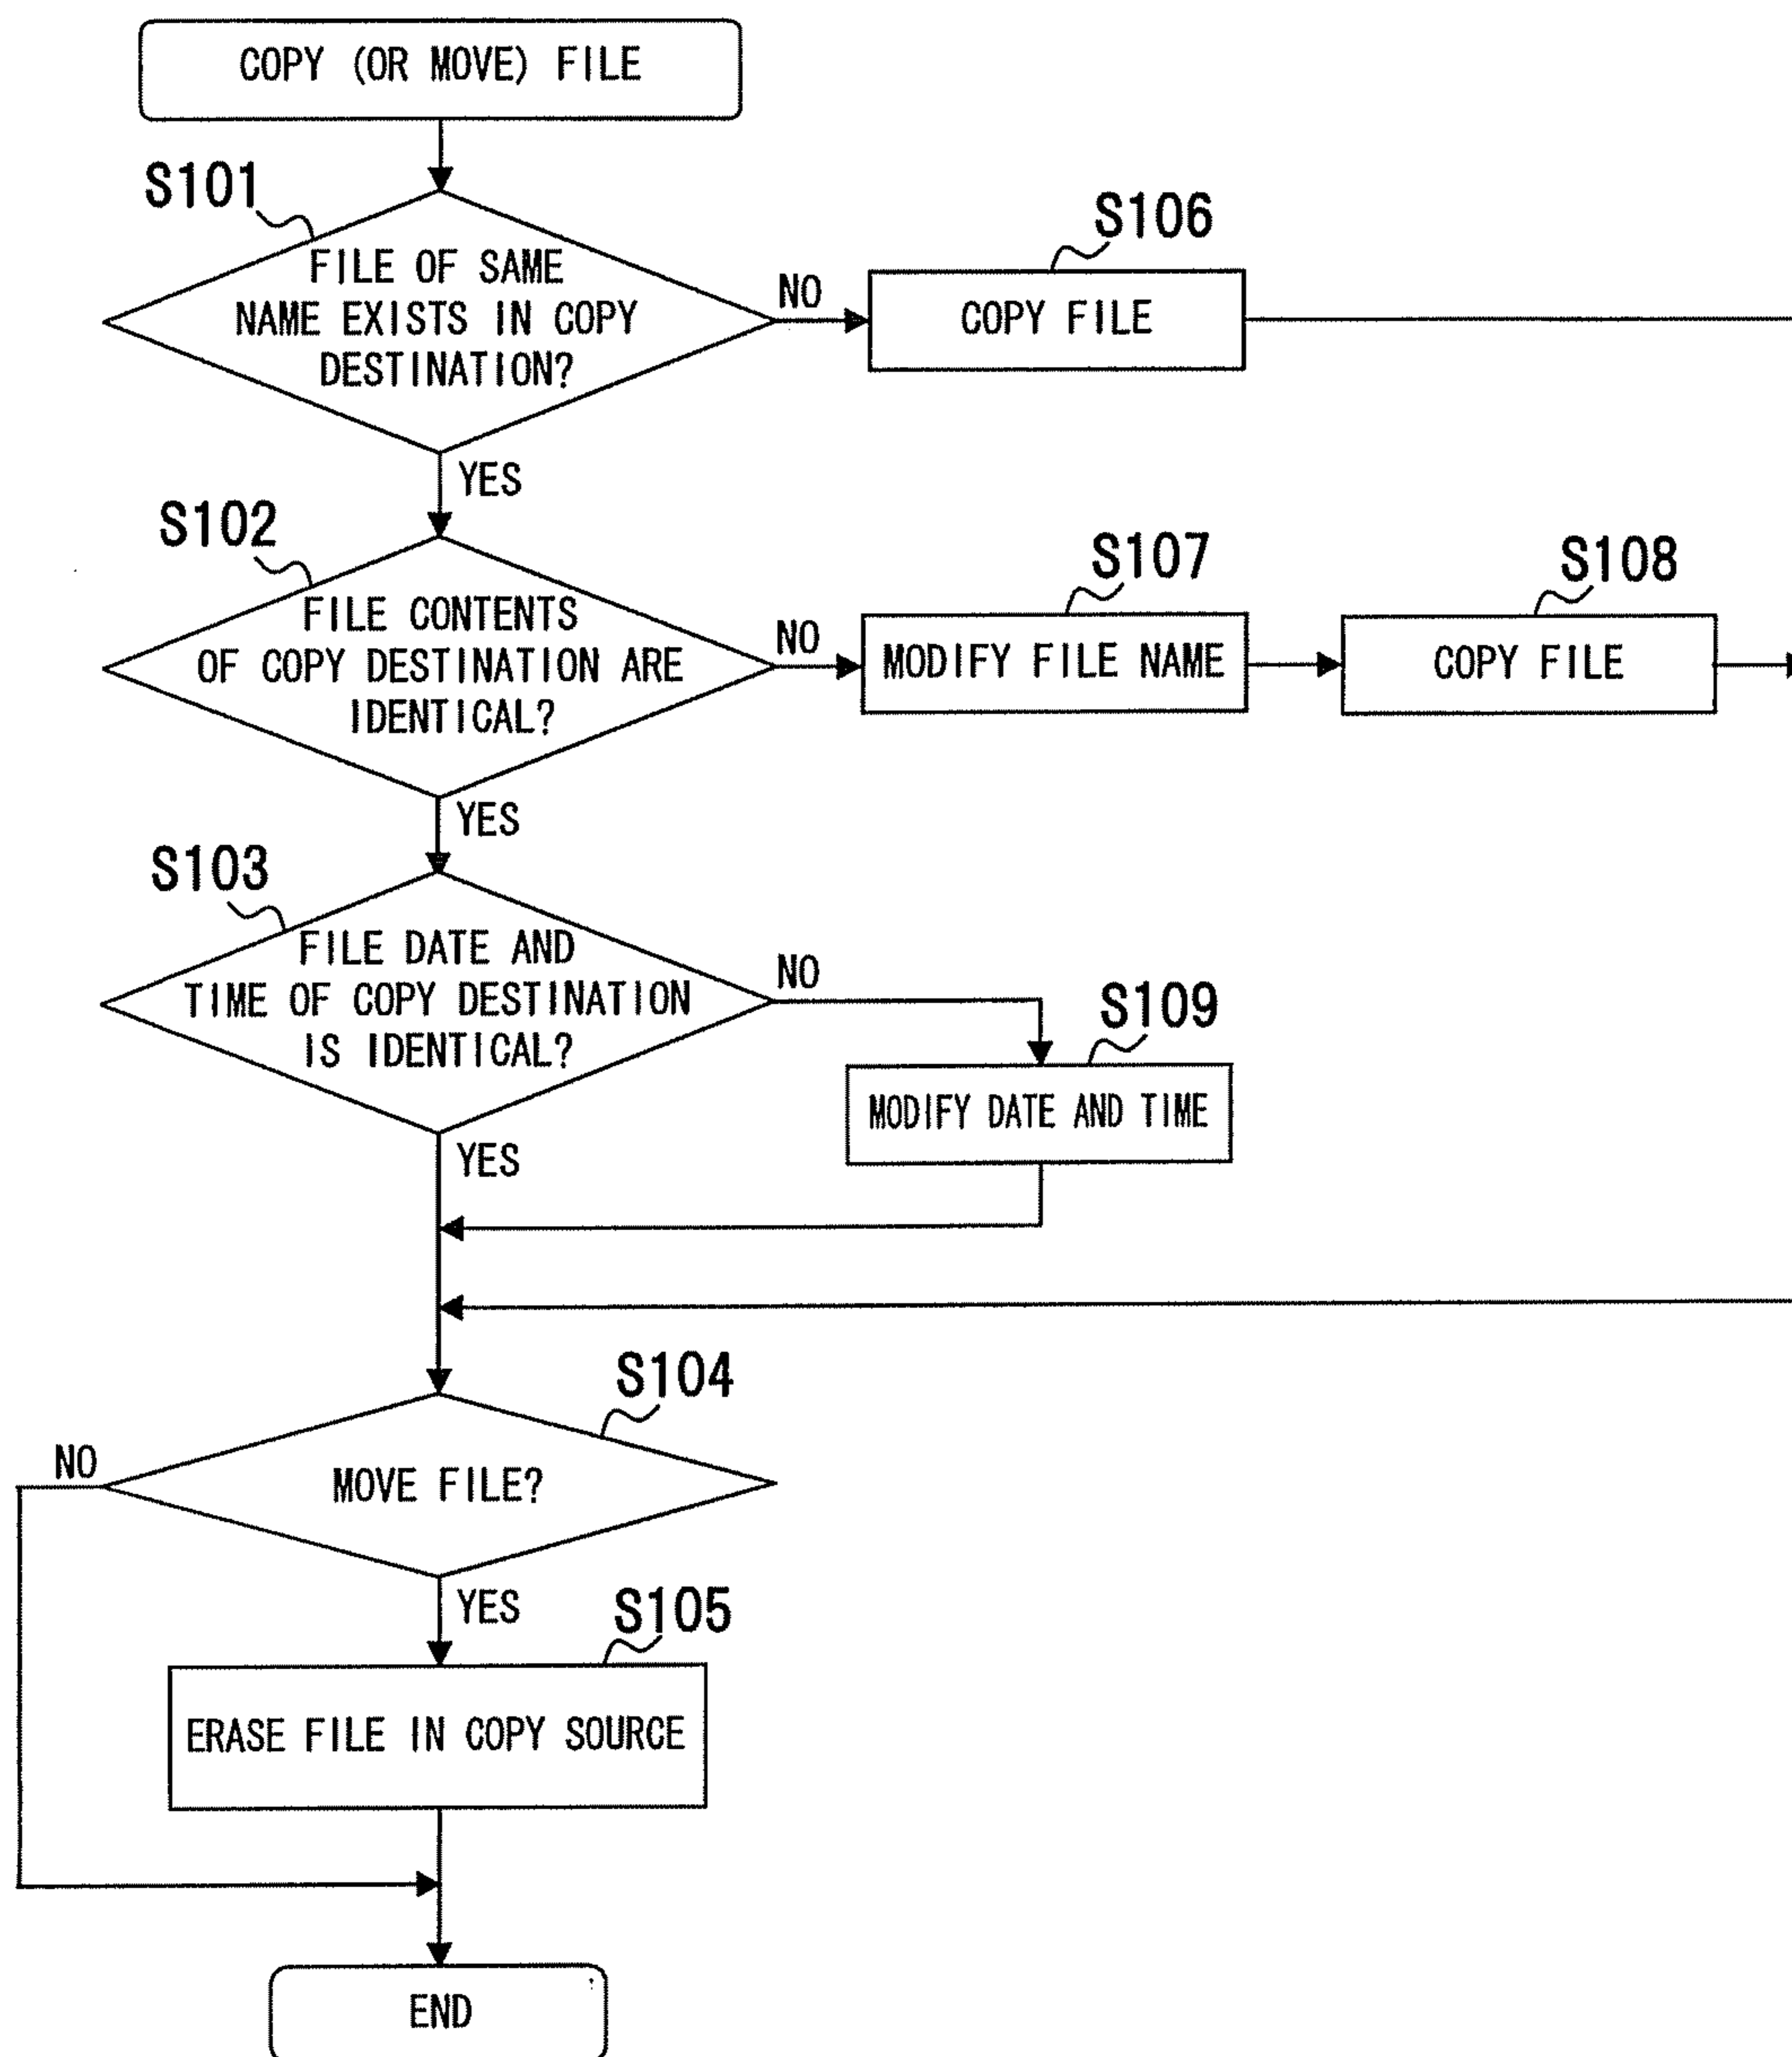 COPY (OR MOVE) FILE
S101
FILE OF SAME
NAME EXISTS IN COPY
DESTINATION?
NO
S106
COPY FILE
YES
S102
FILE CONTENTS
OF COPY DESTINATION ARE
IDENTICAL?
NO
S107
MODIFY FILE NAME
S108
COPY FILE
YES
S103
FILE DATE AND
TIME OF COPY DESTINATION
IS IDENTICAL?
NO
S109
MODIFY DATE AND TIME
YES
S104
MOVE FILE?
NO
YES
S105
ERASE FILE IN COPY SOURCE
END